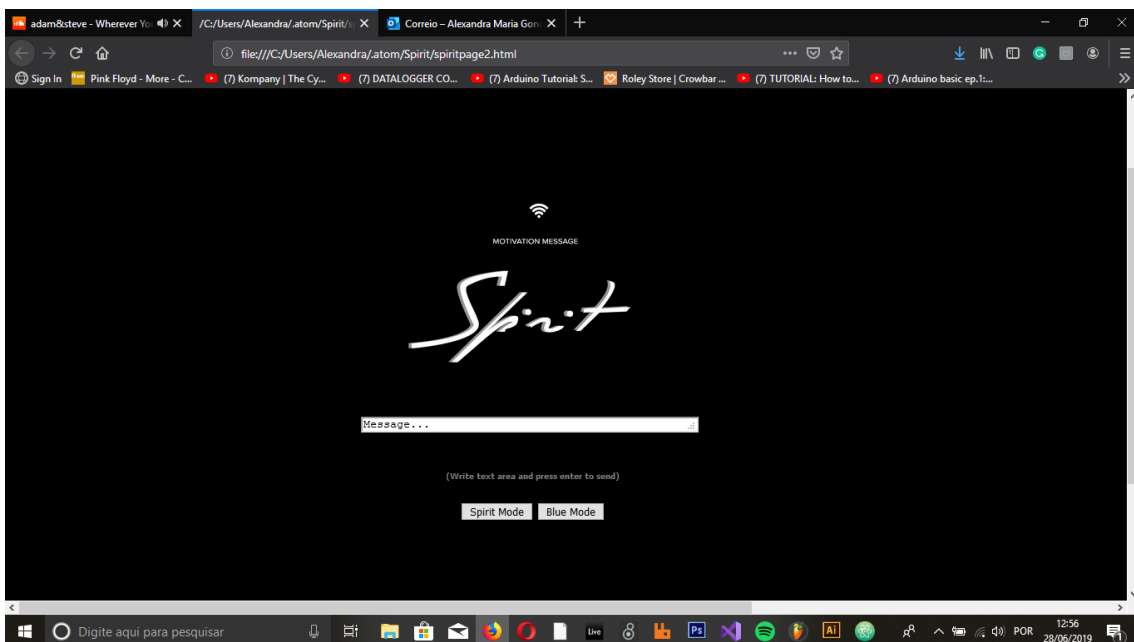 adam&steve - Wherever Yo
/C:/Users/Alexandra/.atom/Spirit/s
Correio – Alexandra Maria Gon
file:///C:/Users/Alexandra/.atom/Spirit/spiritpage2.html
Sign In Pink Floyd - More - C... (7) Kompany | The Cy... (7) DATALOGGER CO... (7) Arduino Tutorial: S... Roley Store | Crowbar ... (7) TUTORIAL: How to... (7) Arduino basic ep.1:...
MOTIVATION MESSAGE
Spirit
Message...
(Write text area and press enter to send)
Spirit Mode Blue Mode
Digite aqui para pesquisar
Live
Ps
Ai
POR
12:56
28/06/2019